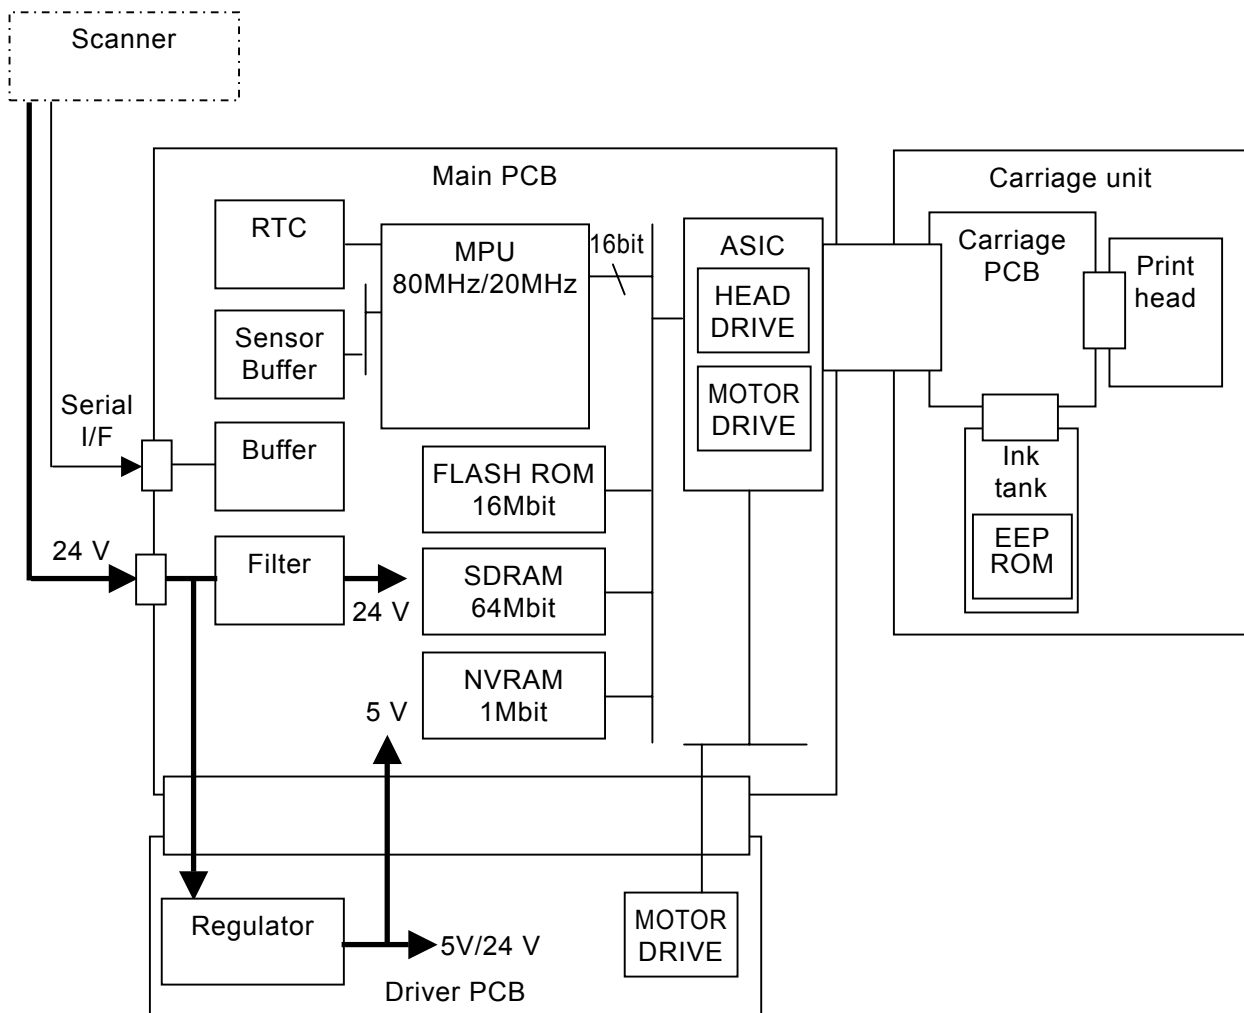 Scanner
Main PCB
Carriage unit
RTC
MPU
80MHz/20MHz
16bit
ASIC
HEAD
DRIVE
MOTOR
DRIVE
Carriage
PCB
Print
head
Sensor
Buffer
Serial
I/F
Buffer
FLASH ROM
16Mbit
Ink
tank
EEP
ROM
24 V
Filter
24 V
SDRAM
64Mbit
NVRAM
1Mbit
5 V
Regulator
5V/24 V
MOTOR
DRIVE
Driver PCB